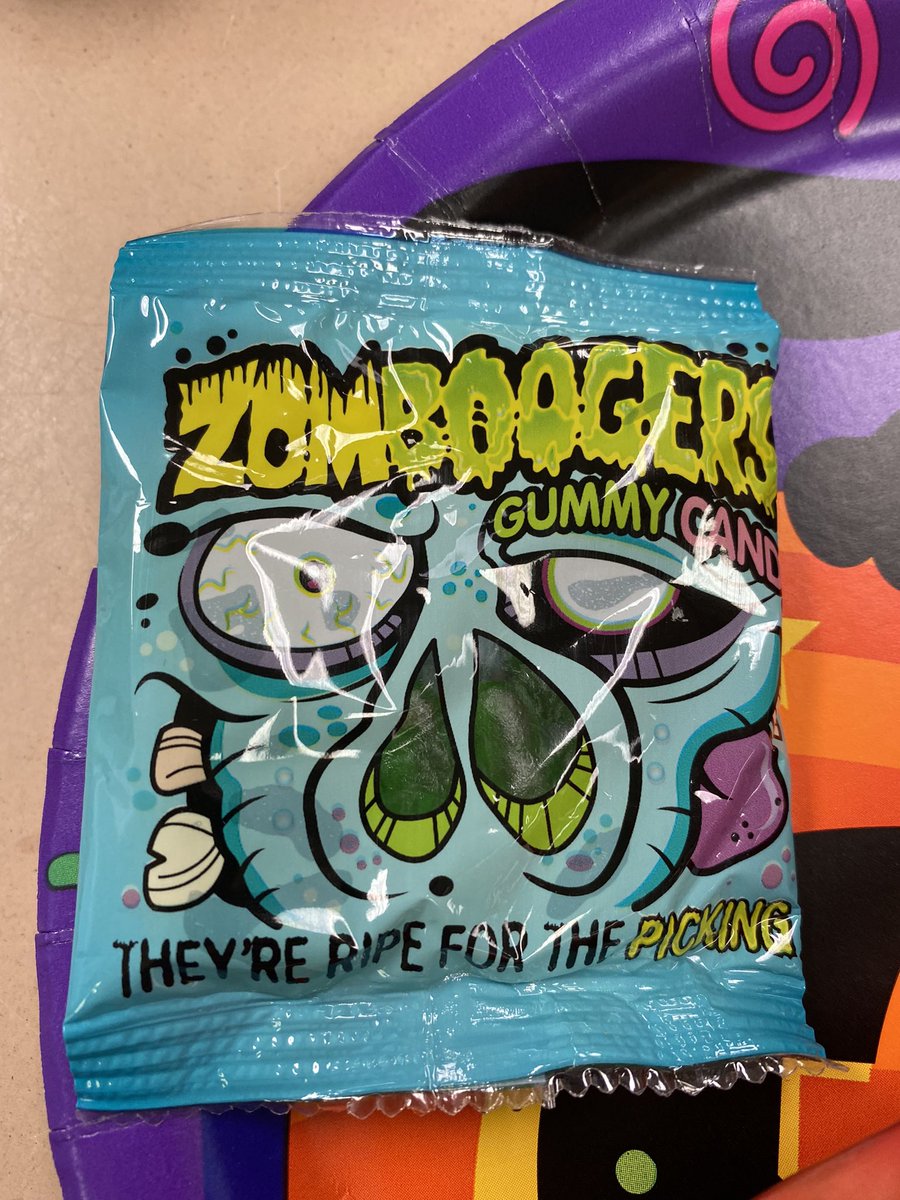 ZOMBOOGERS
GUMMY CAND
THEY'RE RIPE FOR THE PICKING